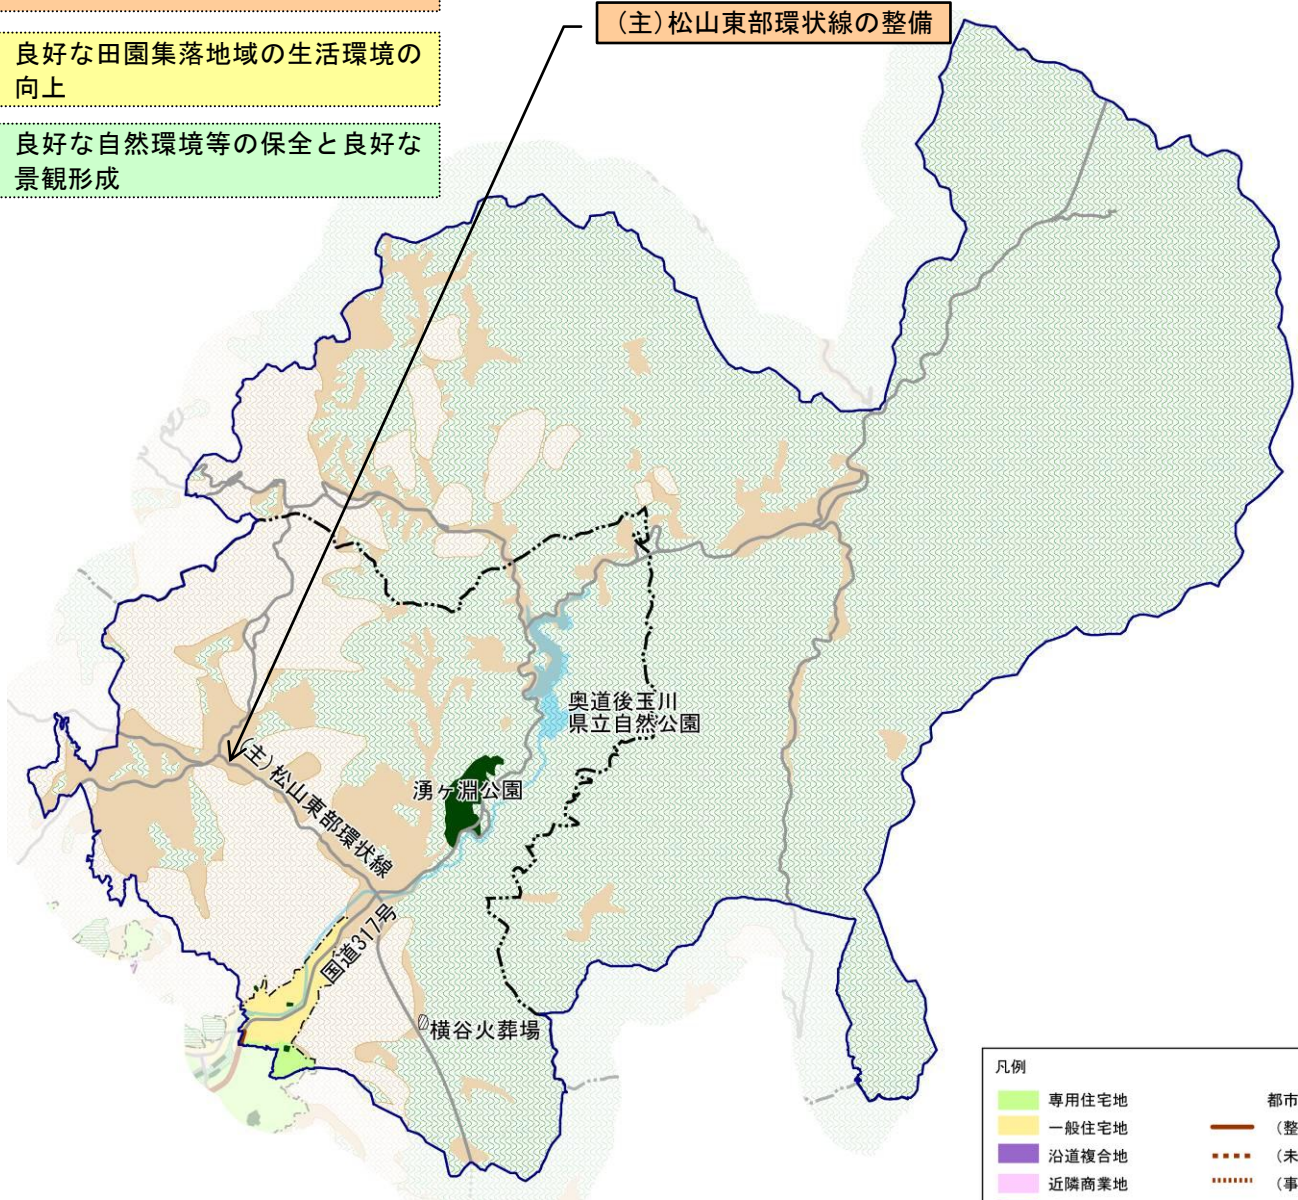 (主)松山東部環状線の整備
良好な田園集落地域の生活環境の
向上
良好な自然環境等の保全と良好な
景観形成
奥道後玉川
県立自然公園
湧ヶ淵公園
(主)松山東部環状線
国道317号
横谷火葬場
凡例
専用住宅地
一般住宅地
沿道複合地
近隣商業地
都市
(整
(未
(事